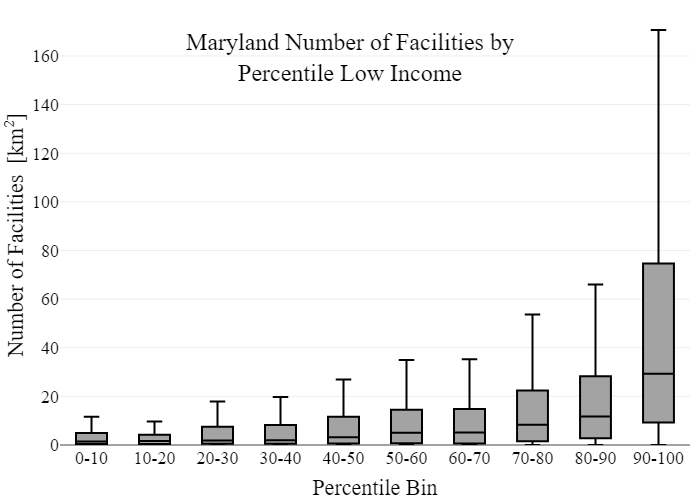 Maryland Number of Facilities by
Percentile Low Income
Number of Facilities [km²]
160
140
120
100
80
60
40
20
0
0-10 10-20 20-30 30-40 40-50 50-60 60-70 70-80 80-90 90-100
Percentile Bin